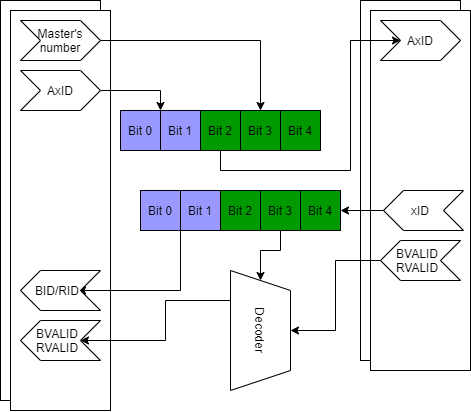 Master's
number
AxID
AxID
Bit 0 Bit 1 Bit 2 Bit 3 Bit 4
Bit 0 Bit 1 Bit 2 Bit 3 Bit 4
xID
BVALID
RVALID
BID/RID
BVALID
RVALID
Decoder